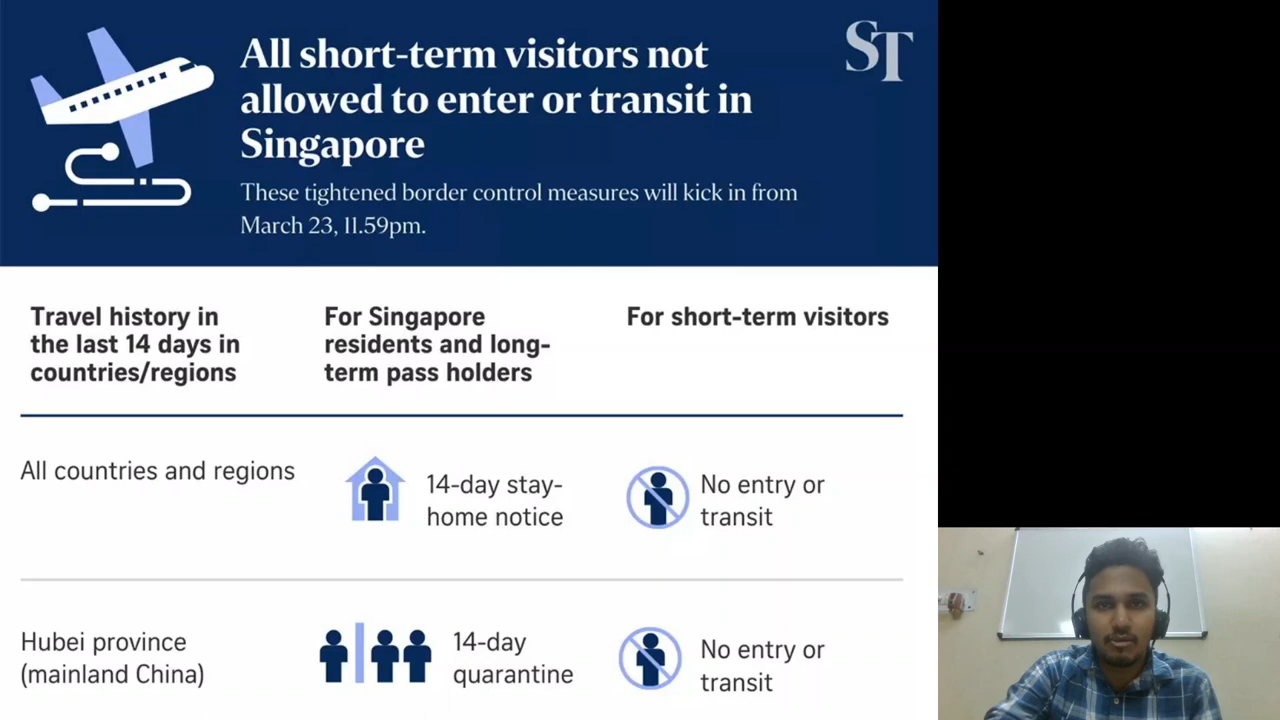 ST
All short-term visitors not
allowed to enter or transit in
Singapore
These tightened border control measures will kick in from
March 23, 11.59pm.
Travel history in
the last 14 days in
countries/regions
For Singapore
residents and long-
term pass holders
For short-term visitors
All countries and regions
14-day stay-
home notice
No entry or
transit
Hubei province
(mainland China)
14-day
quarantine
No entry or
transit